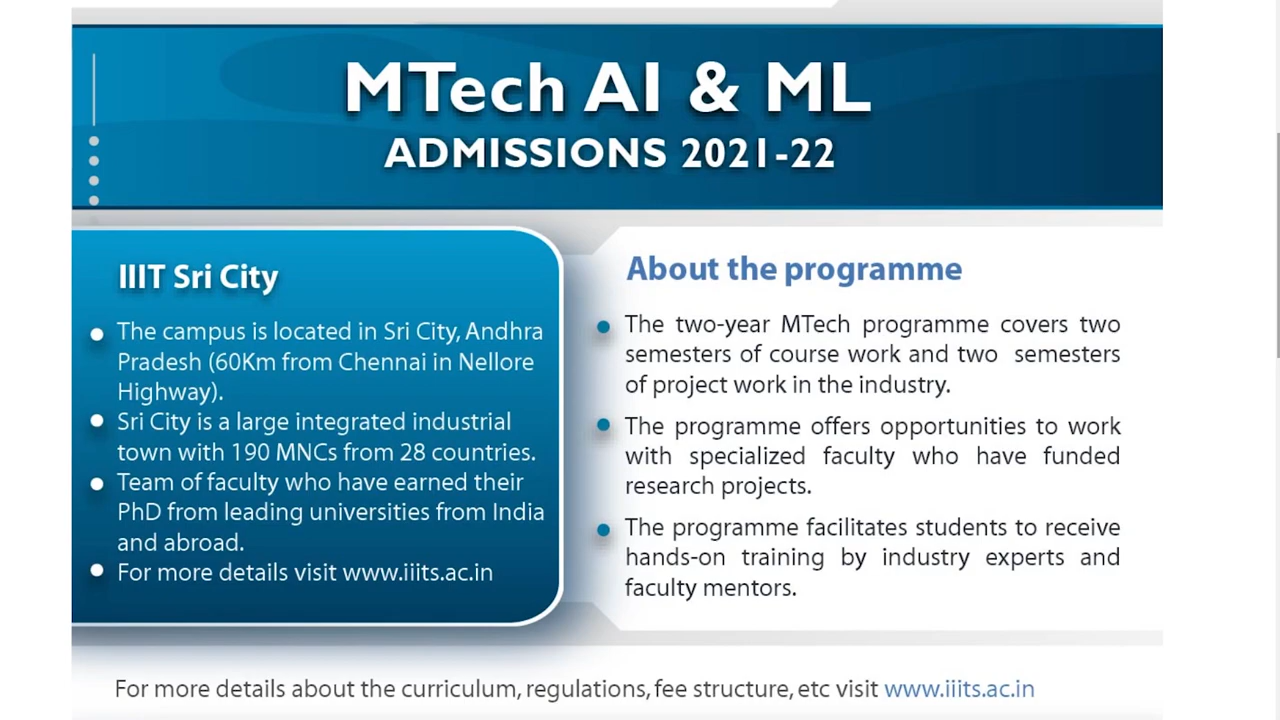 MTech AI & ML
ADMISSIONS 2021-22
IIIT Sri City
The campus is located in Sri City, Andhra
Pradesh (60Km from Chennai in Nellore
Highway).
Sri City is a large integrated industrial
town with 190 MNCs from 28 countries.
Team of faculty who have earned their
PhD from leading universities from India
and abroad.
For more details visit www.iiits.ac.in
About the programme
The two-year MTech programme covers two
semesters of course work and two semesters
of project work in the industry.
The programme offers opportunities to work
with specialized faculty who have funded
research projects.
The programme facilitates students to receive
hands-on training by industry experts and
faculty mentors.
For more details about the curriculum, regulations, fee structure, etc visit www.iiits.ac.in